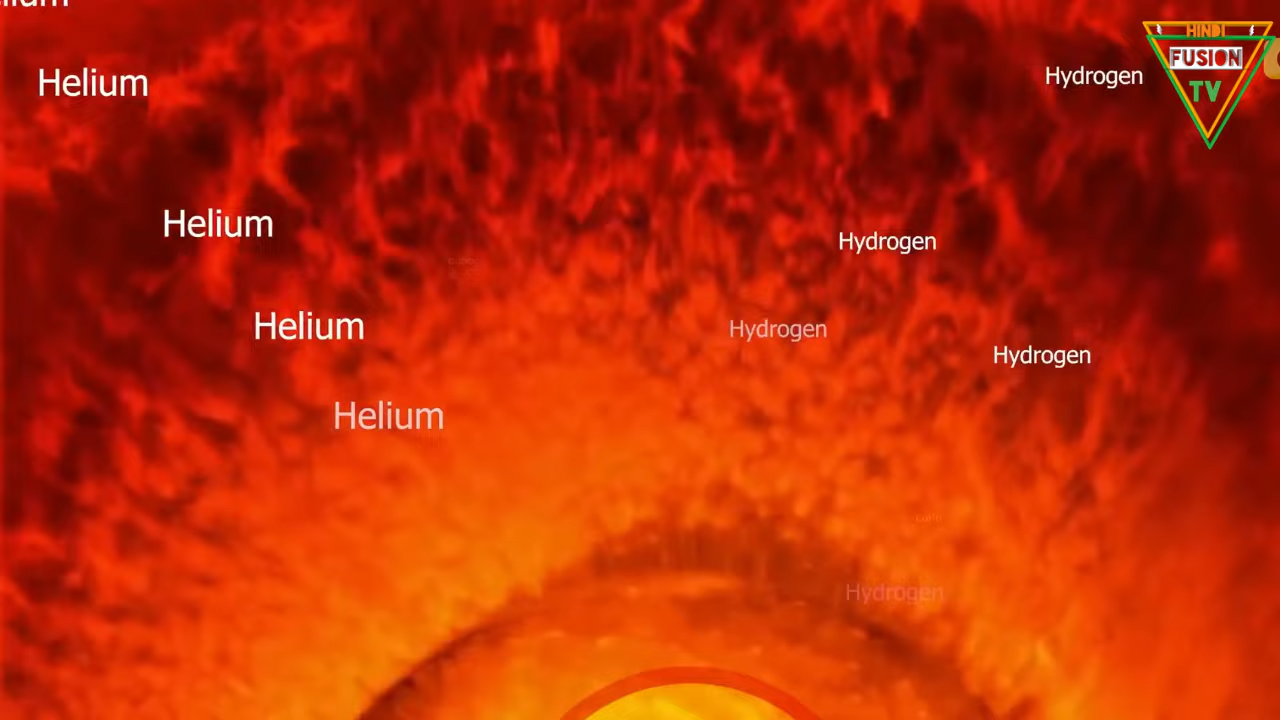 Helium
Hydrogen
HINDI
FUSION
TV
Helium
Hydrogen
Helium
Hydrogen
Hydrogen
Helium
Hydrogen